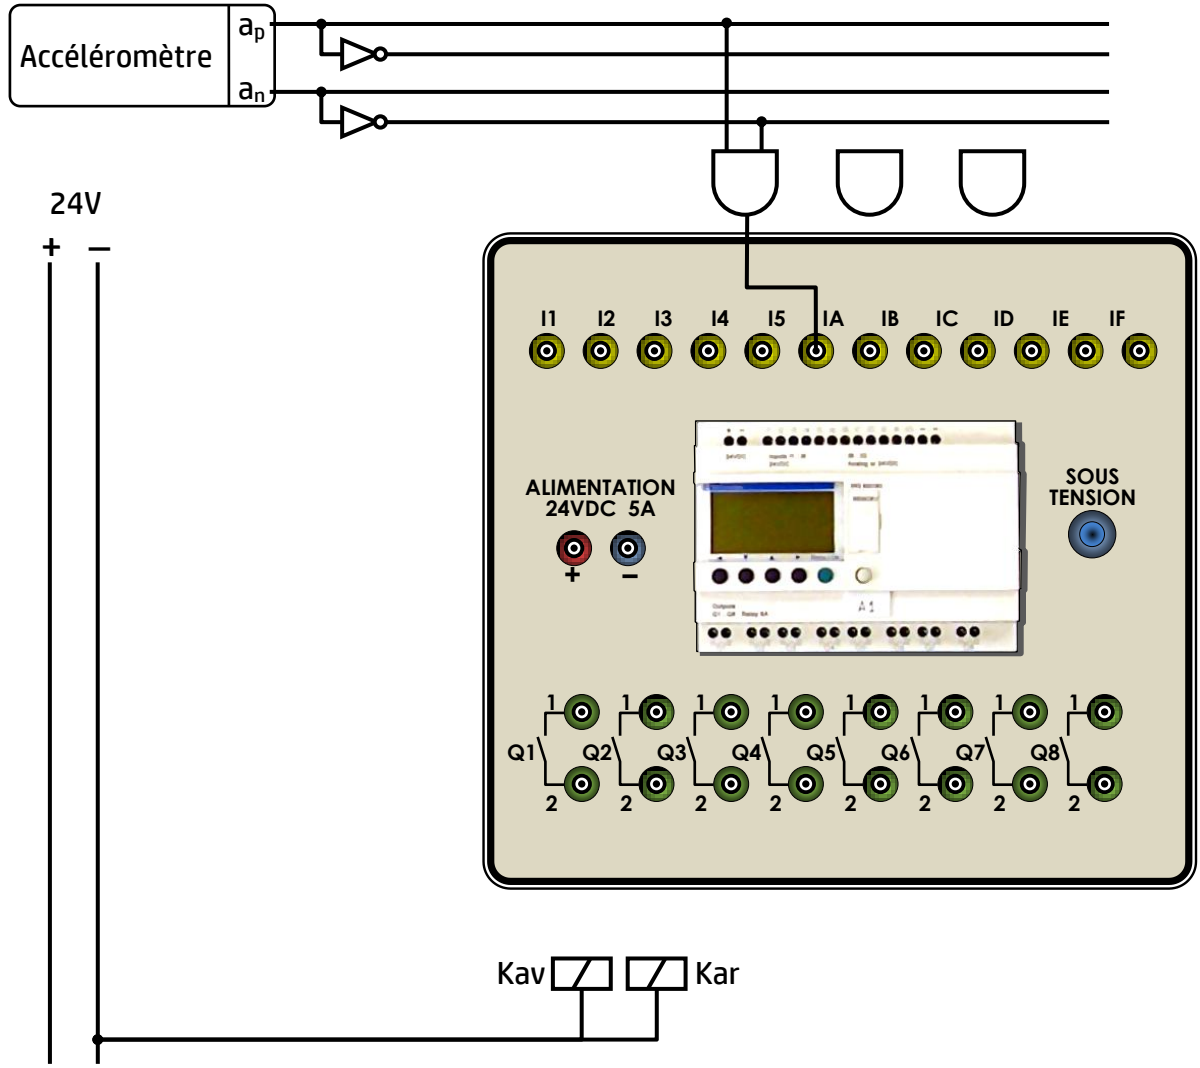 Accéléromètre
ap
an
24V
+ –
I1 I2 I3 I4 I5 IA IB IC ID IE IF
ALIMENTATION
24VDC 5A
+ –
SOUS
TENSION
A1
1 1 1 1 1 1 1 1
Q1 Q2 Q3 Q4 Q5 Q6 Q7 Q8
2 2 2 2 2 2 2 2
Kav Kar